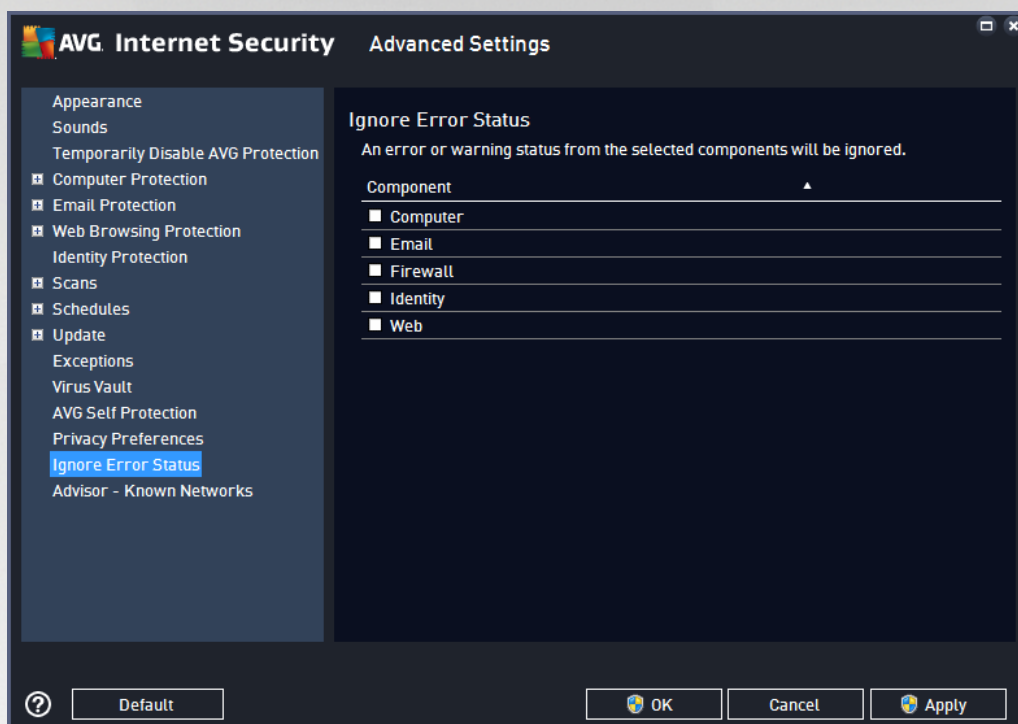 AVG. Internet Security Advanced Settings
Appearance
Sounds
Temporarily Disable AVG Protection
Computer Protection
Email Protection
Web Browsing Protection
Identity Protection
Scans
Schedules
Update
Exceptions
Virus Vault
AVG Self Protection
Privacy Preferences
Ignore Error Status
Advisor - Known Networks
Ignore Error Status
An error or warning status from the selected components will be ignored.
Component
Computer
Email
Firewall
Identity
Web
? Default OK Cancel Apply